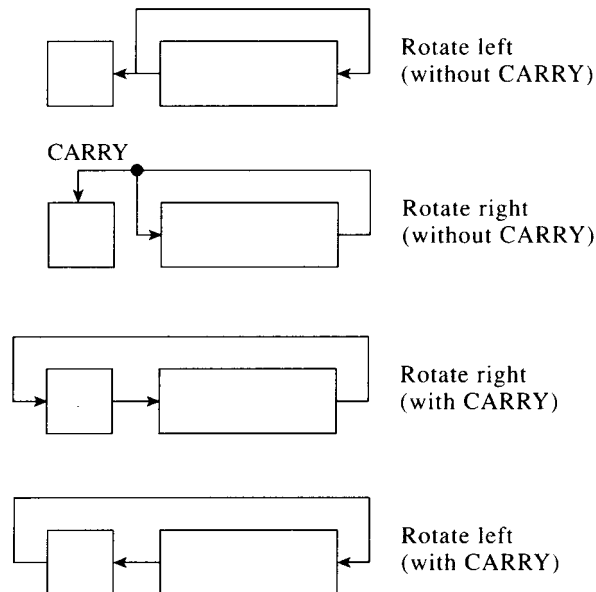 Rotate left
(without CARRY)
CARRY
Rotate right
(without CARRY)
Rotate right
(with CARRY)
Rotate left
(with CARRY)